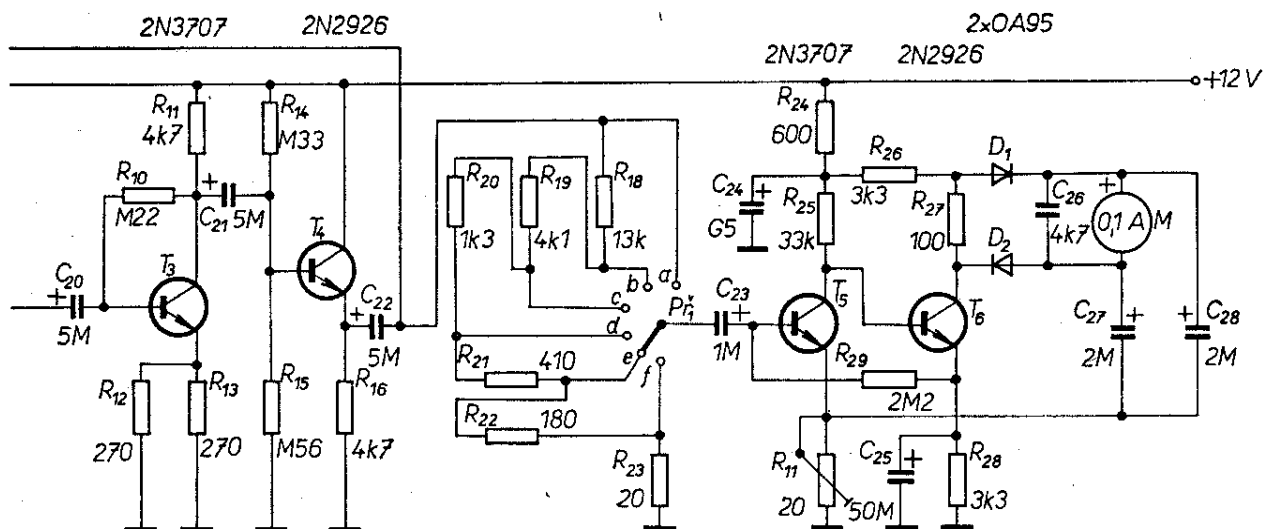 2N3707 2N2926 2xOA95
2N3707 2N2926
+12V
R11 4k7
R14 M33
R10 M22
+ C21 5M
T3
T4
C20 + 5M
+ C22 5M
R12 270
R13 270
R15 M56
R16 4k7
R20 1k3
R19 4k1
R18 13k
a
b
c
d
e
f
Př1
R21 410
R22 180
R23 20
R24 600
C24 + G5
R25 33k
R26 3k3
R27 100
D1
D2
C26 4k7
+ 0,1 A M
C23 + 1M
T5
T6
R29 2M2
C27 + 2M
C28 + 2M
R11 20
C25 + 50M
R28 3k3